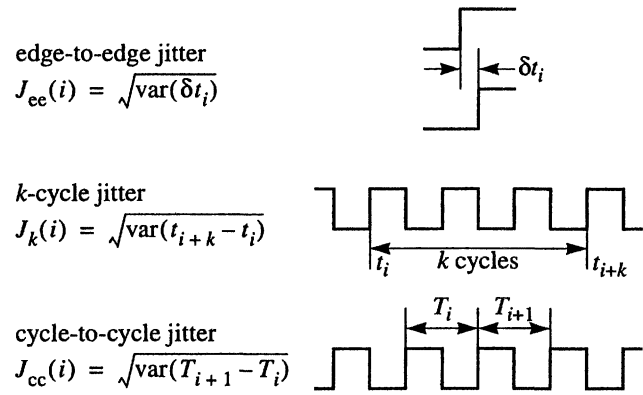 edge-to-edge jitter
J_ee(i) = √var(δt_i)
δt_i
k-cycle jitter
J_k(i) = √var(t_{i+k} − t_i)
t_i
k cycles
t_{i+k}
T_i
T_{i+1}
cycle-to-cycle jitter
J_cc(i) = √var(T_{i+1} − T_i)